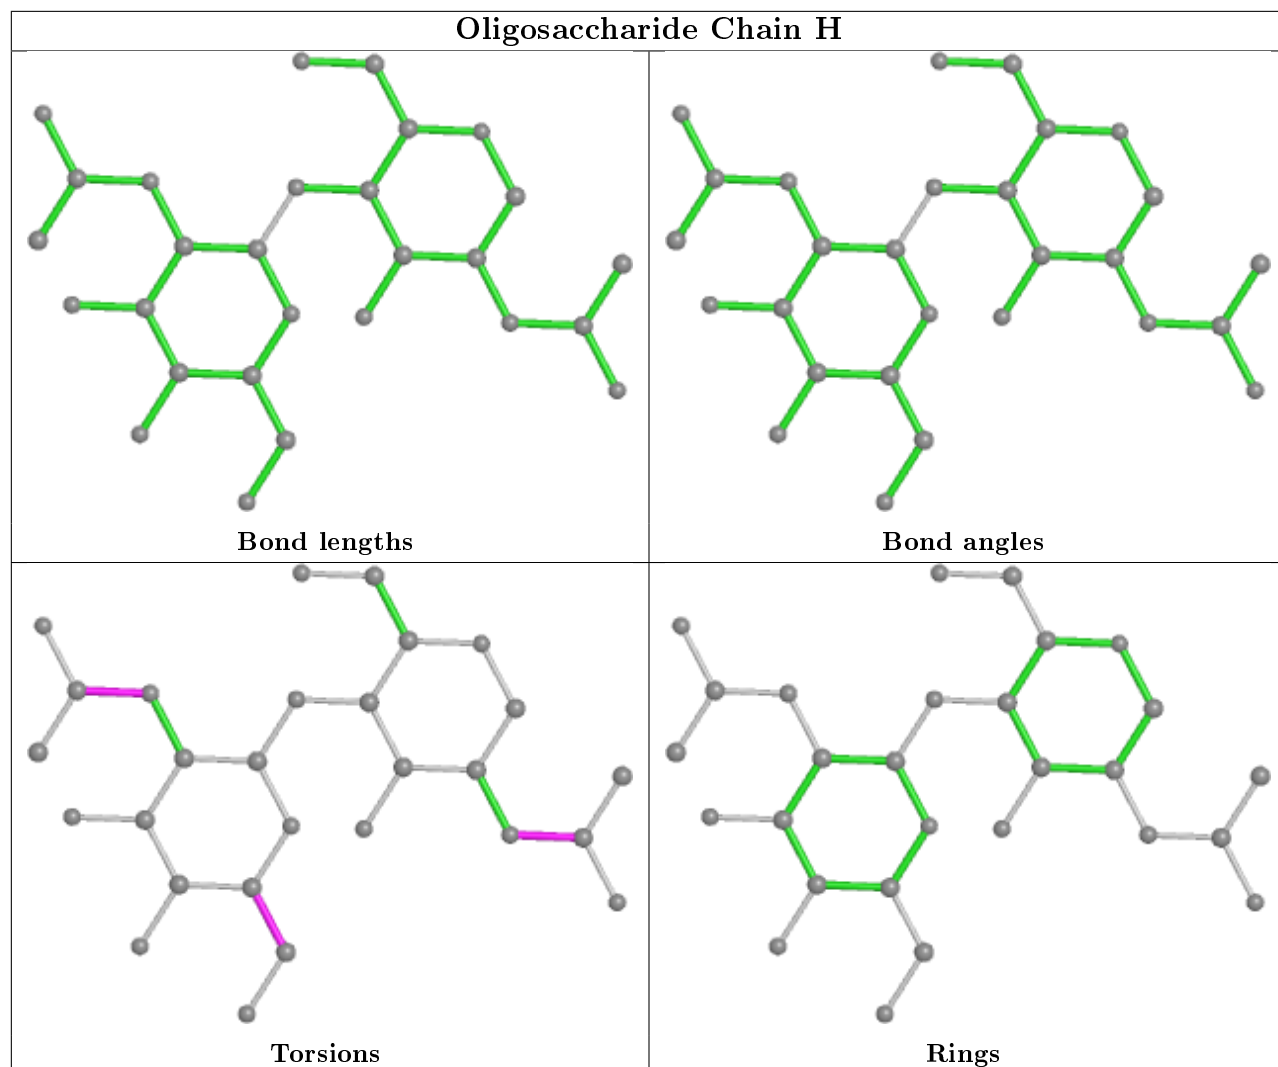 Oligosaccharide Chain H
Bond lengths
Bond angles
Torsions
Rings